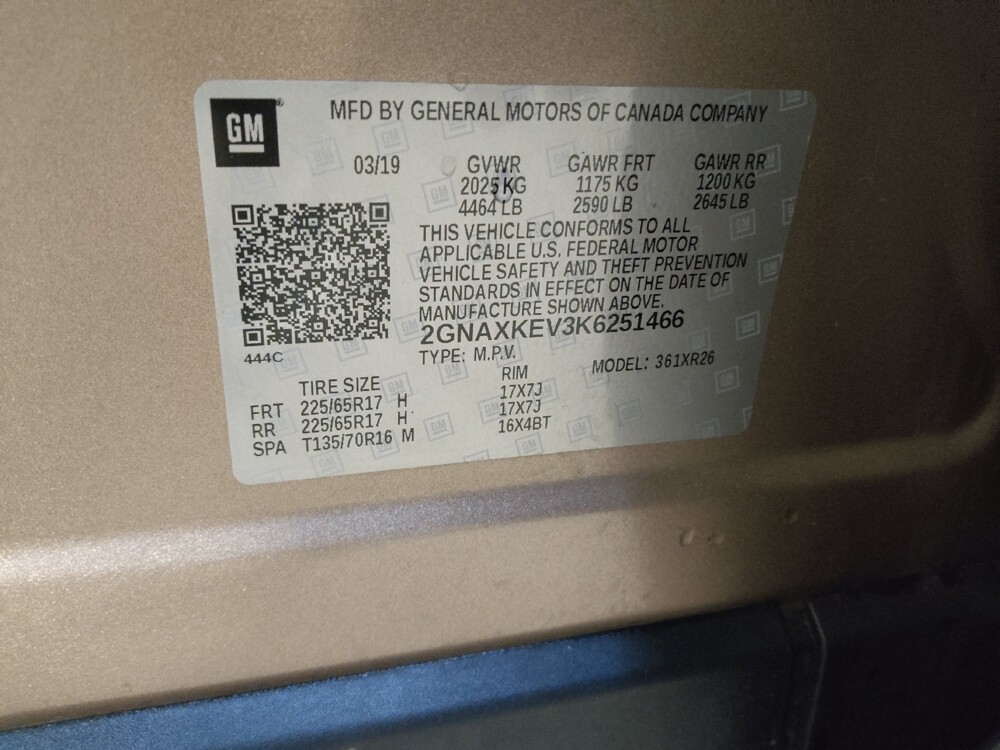 GM
MFD BY GENERAL MOTORS OF CANADA COMPANY
03/19 GVWR GAWR FRT GAWR RR
2025 KG 1175 KG 1200 KG
4464 LB 2590 LB 2645 LB
THIS VEHICLE CONFORMS TO ALL
APPLICABLE U.S. FEDERAL MOTOR
VEHICLE SAFETY AND THEFT PREVENTION
STANDARDS IN EFFECT ON THE DATE OF
MANUFACTURE SHOWN ABOVE.
2GNAXKEV3K6251466
444C
TYPE: M.P.V. MODEL: 361XR26
TIRE SIZE RIM
FRT 225/65R17 H 17X7J
RR 225/65R17 H 17X7J
SPA T135/70R16 M 16X4BT